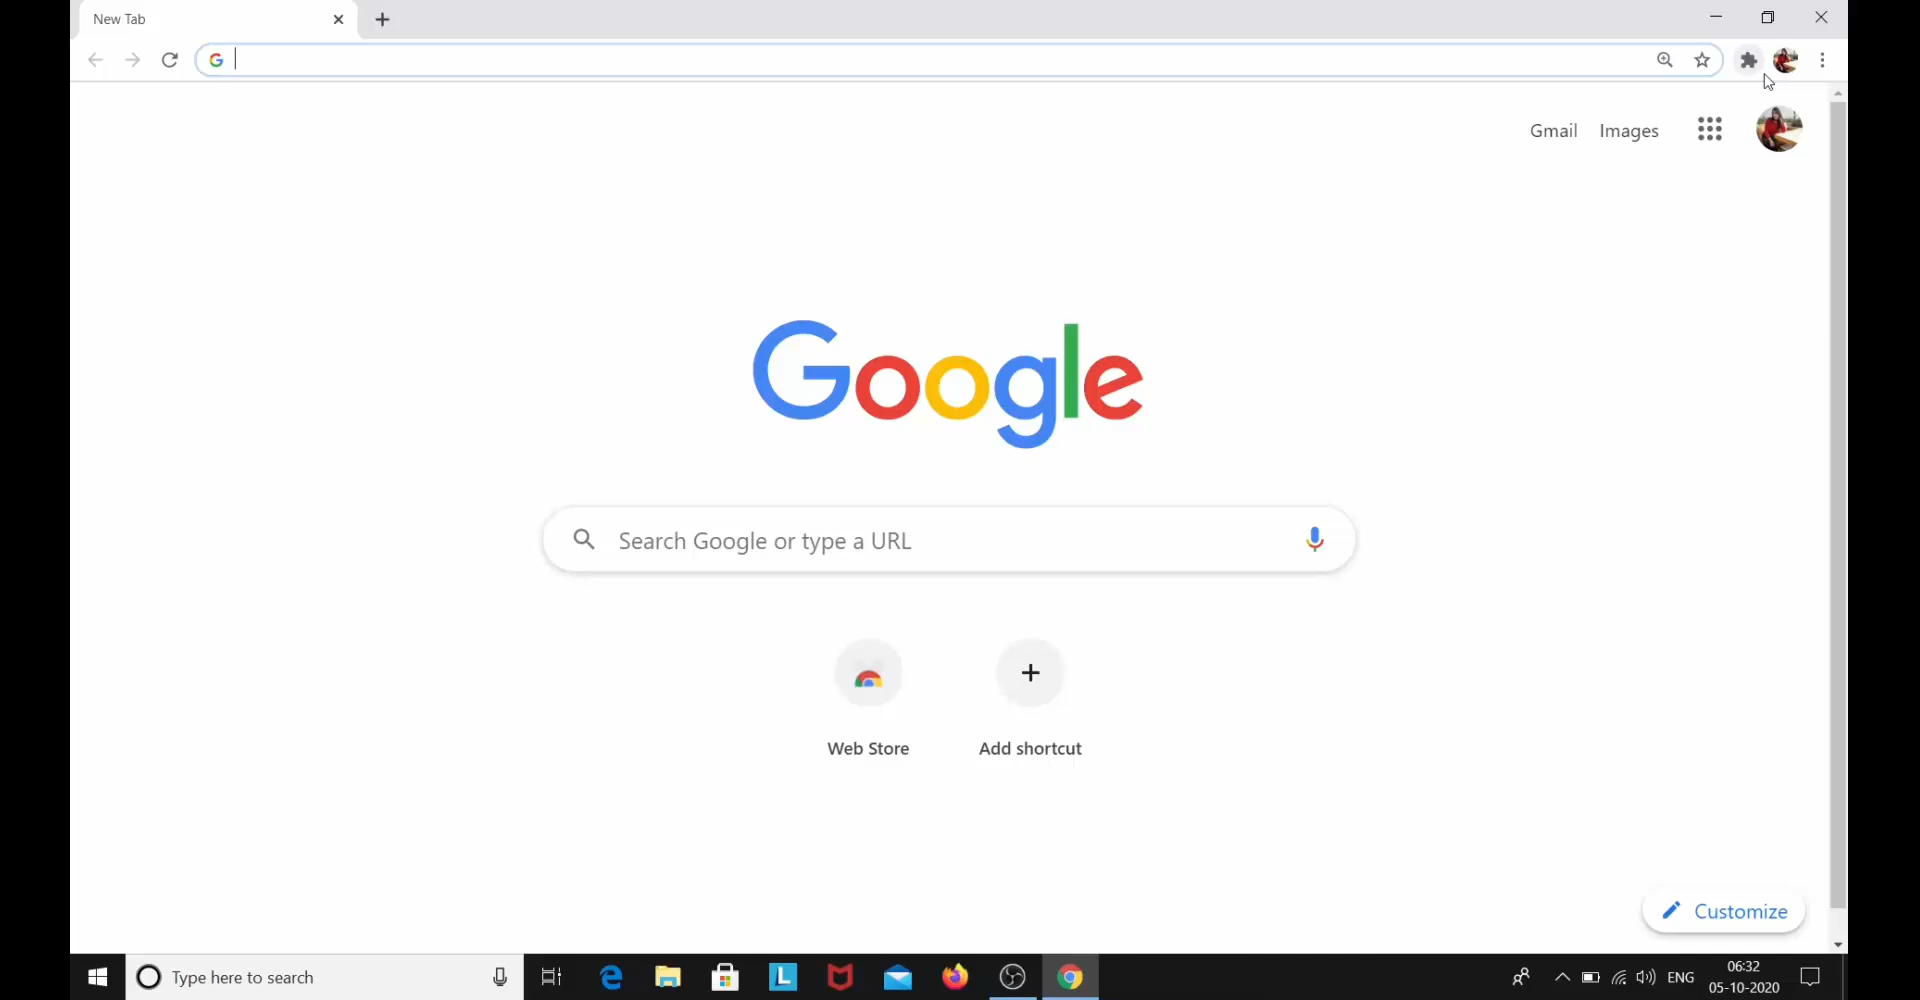 New Tab
Gmail Images
Google
Search Google or type a URL
Web Store
Add shortcut
Customize
Type here to search
ENG
06:32
05-10-2020